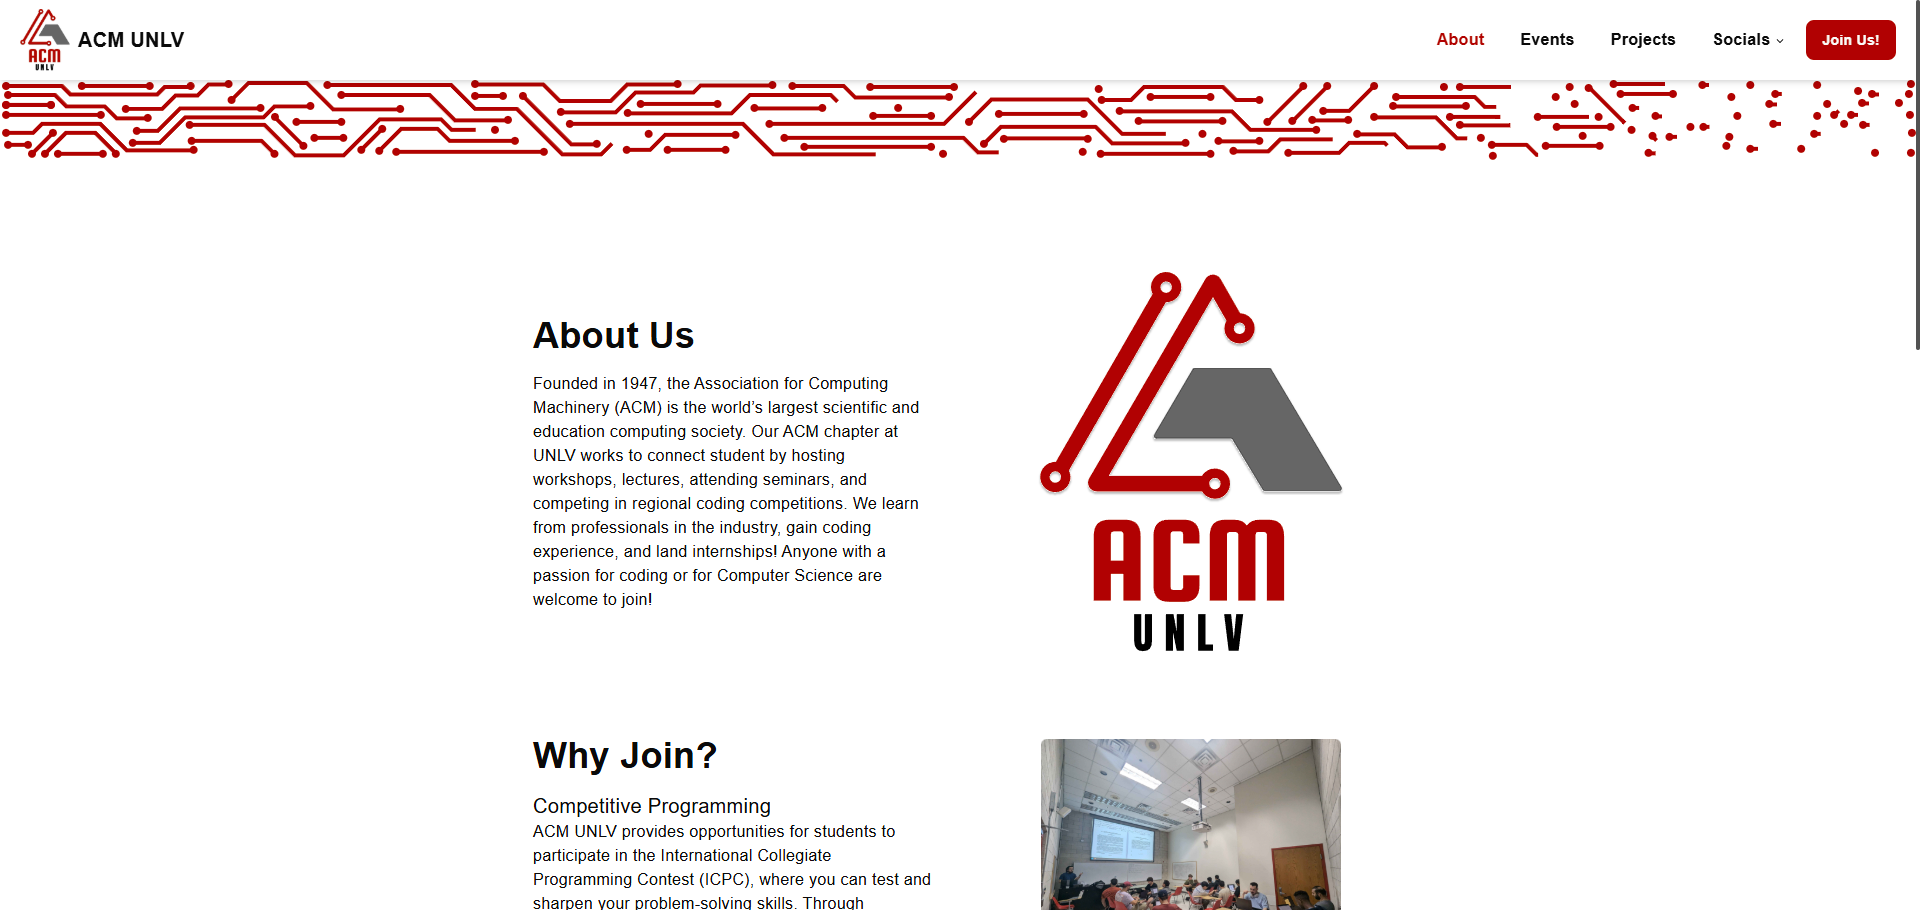 ACM
UNLV
ACM UNLV
About
Events
Projects
Socials
Join Us!
About Us
Founded in 1947, the Association for Computing
Machinery (ACM) is the world’s largest scientific and
education computing society. Our ACM chapter at
UNLV works to connect student by hosting
workshops, lectures, attending seminars, and
competing in regional coding competitions. We learn
from professionals in the industry, gain coding
experience, and land internships! Anyone with a
passion for coding or for Computer Science are
welcome to join!
ACM
UNLV
Why Join?
Competitive Programming
ACM UNLV provides opportunities for students to
participate in the International Collegiate
Programming Contest (ICPC), where you can test and
sharpen your problem-solving skills. Through